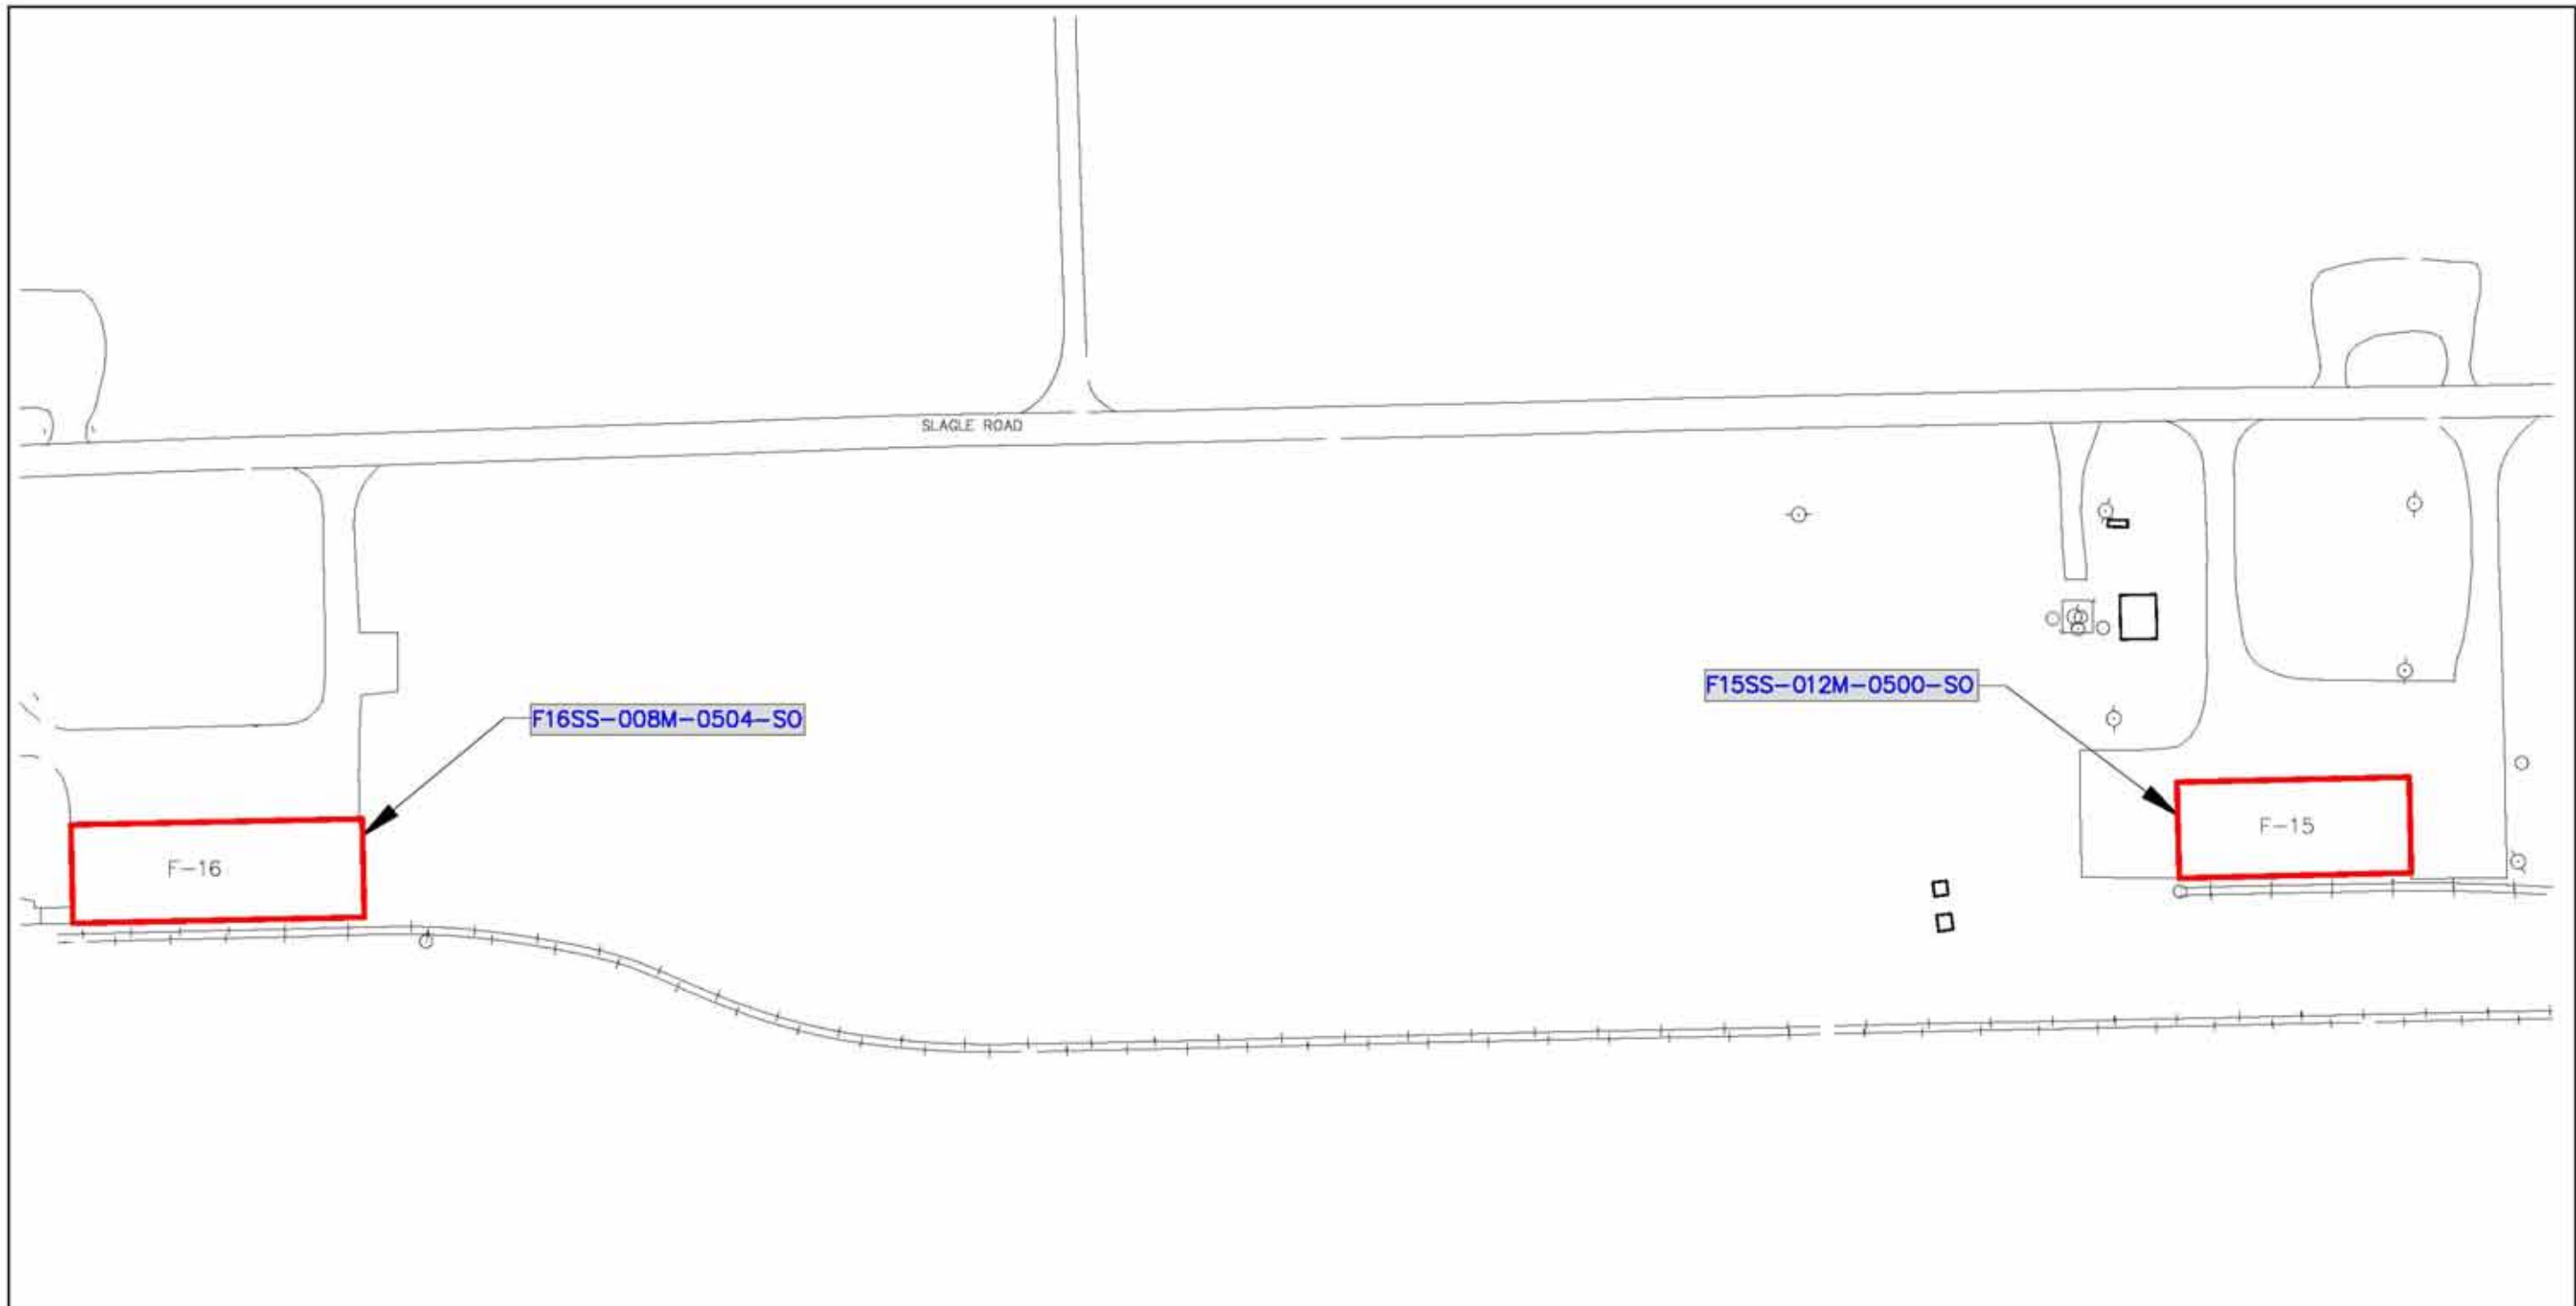 SLAGLE ROAD
F15SS-012M-0500-SO
F16SS-008M-0504-SO
F-15
F-16